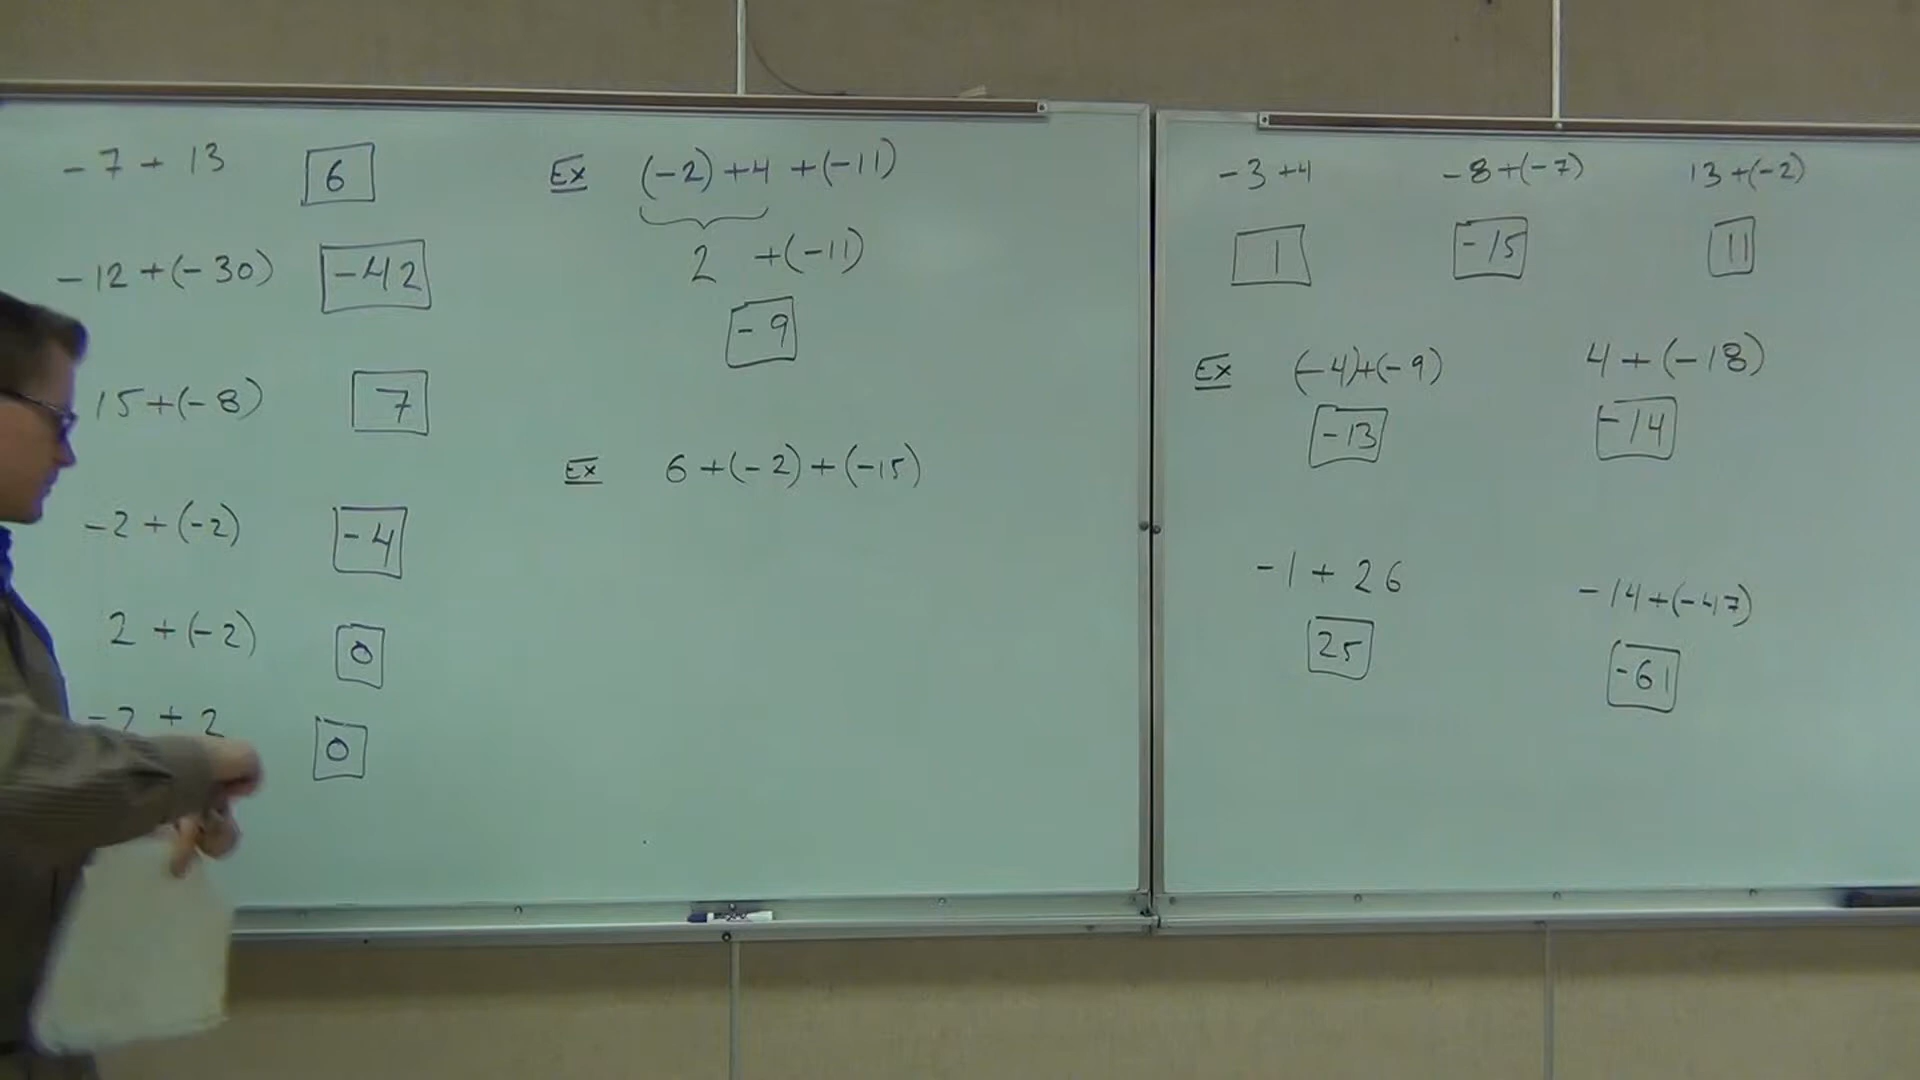 -7 + 13 6
-12 + (-30) -42
15 + (-8) 7
-2 + (-2) -4
2 + (-2) 0
-2 + 2 0
Ex (-2) + 4 + (-11)
2 + (-11)
-9
Ex 6 + (-2) + (-15)
-3 + 4 -8 + (-7) 13 + (-2)
1 -15 11
Ex (-4) + (-9) 4 + (-18)
-13 -14
-1 + 26 -14 + (-47)
25 -61